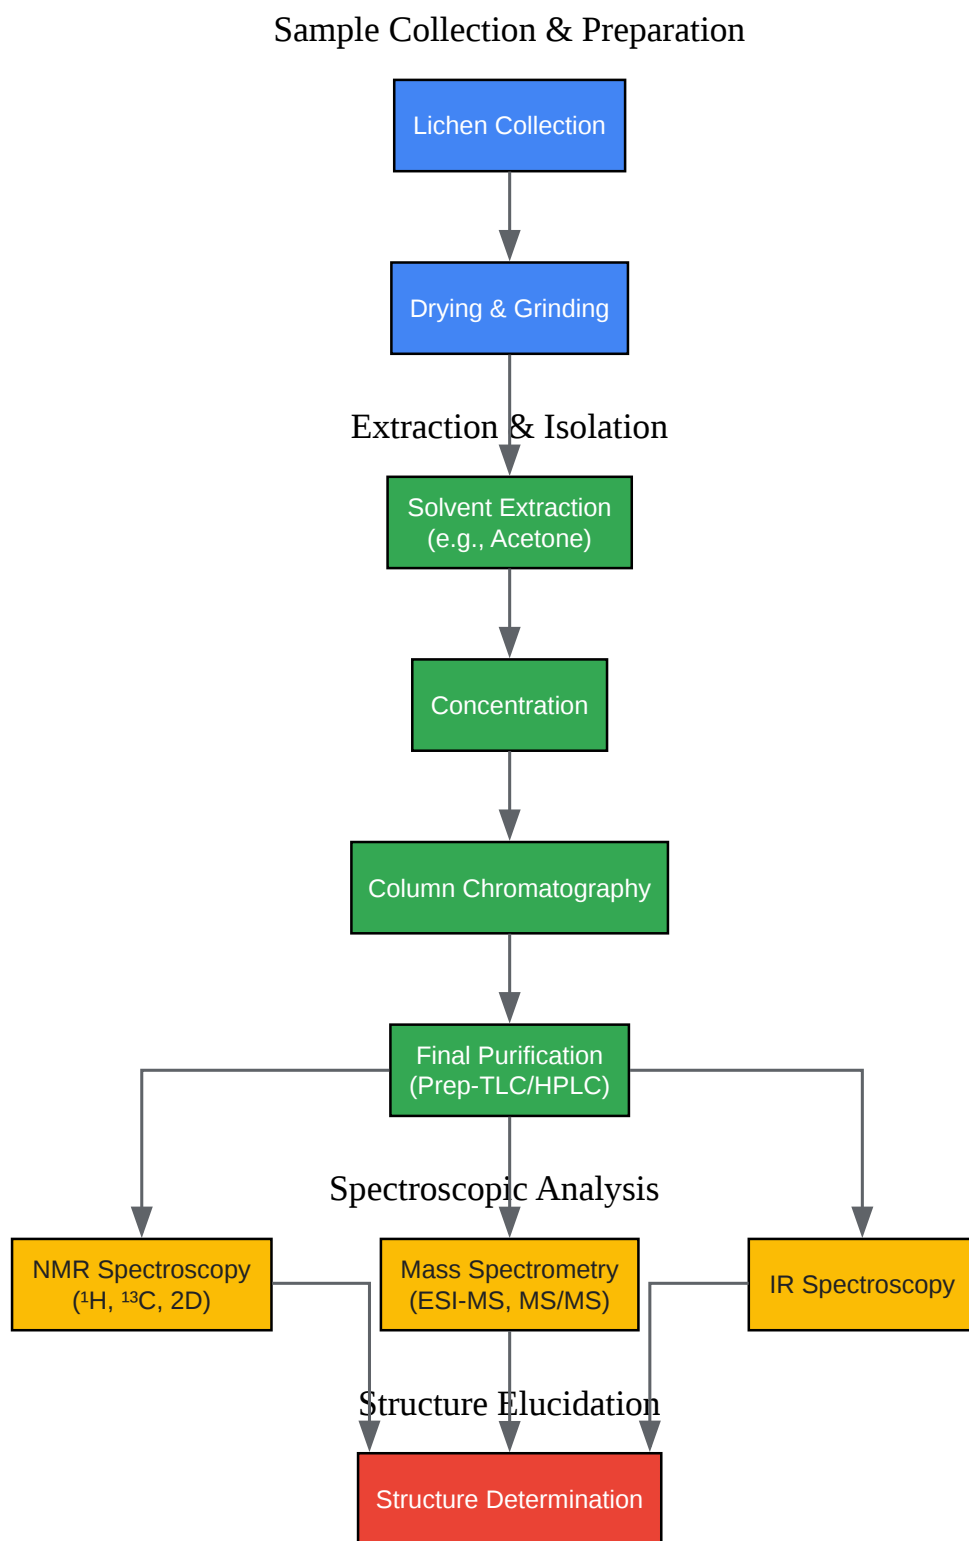 Sample Collection & Preparation
Lichen Collection
Drying & Grinding
Extraction & Isolation
Solvent Extraction
(e.g., Acetone)
Concentration
Column Chromatography
Final Purification
(Prep-TLC/HPLC)
Spectroscopic Analysis
NMR Spectroscopy
(¹H, ¹³C, 2D)
Mass Spectrometry
(ESI-MS, MS/MS)
IR Spectroscopy
Structure Elucidation
Structure Determination